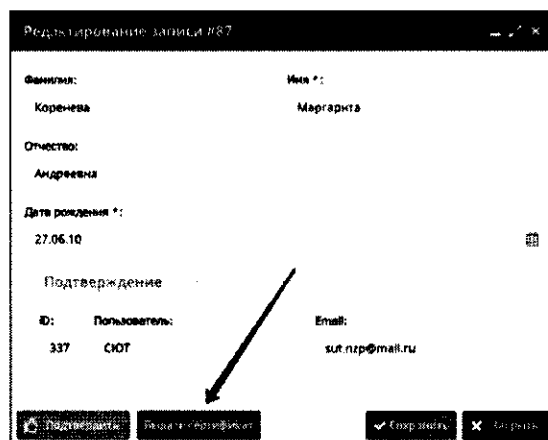 Редактирование записи #87
Фамилия: Имя *:
Коренева Маргарита
Отчество:
Андреевна
Дата рождения *:
27.06.10
Подтверждение
ID: Пользователь: Email:
337 СЮТ sut.nzp@mail.ru
Подтвердить Выдать сертификат Сохранить Закрыть